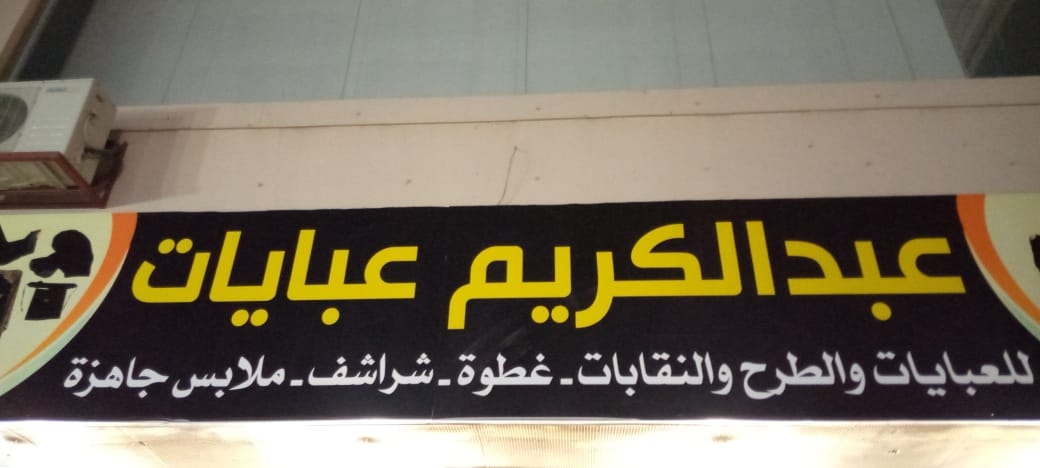 عبدالكريم عبايات
للعبايات والطرح والنقابات - غطوة - شراشف - ملابس جاهزة